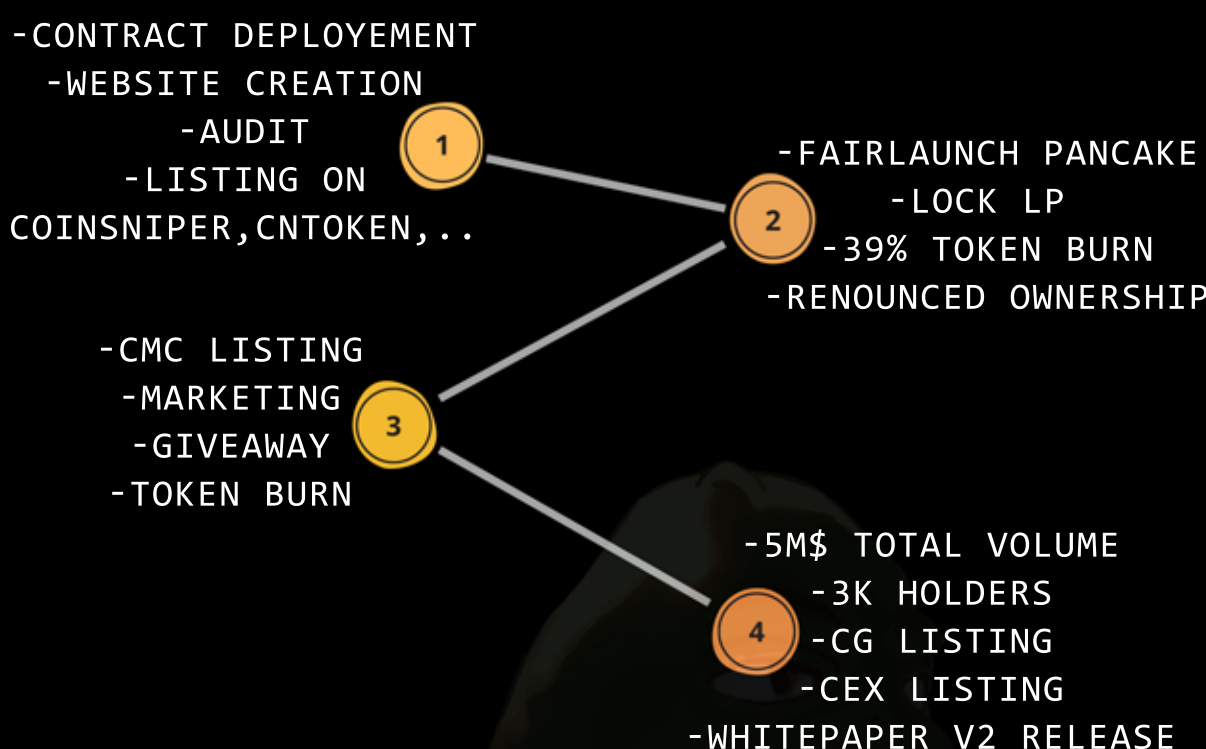 -CONTRACT DEPLOYEMENT
-WEBSITE CREATION
-AUDIT
-LISTING ON
COINSNIPER,CNTOKEN,..
1
2
-FAIRLAUNCH PANCAKE
-LOCK LP
-39% TOKEN BURN
-RENOUNCED OWNERSHIP
-CMC LISTING
-MARKETING
-GIVEAWAY
-TOKEN BURN
3
4
-5M$ TOTAL VOLUME
-3K HOLDERS
-CG LISTING
-CEX LISTING
-WHITEPAPER V2 RELEASE